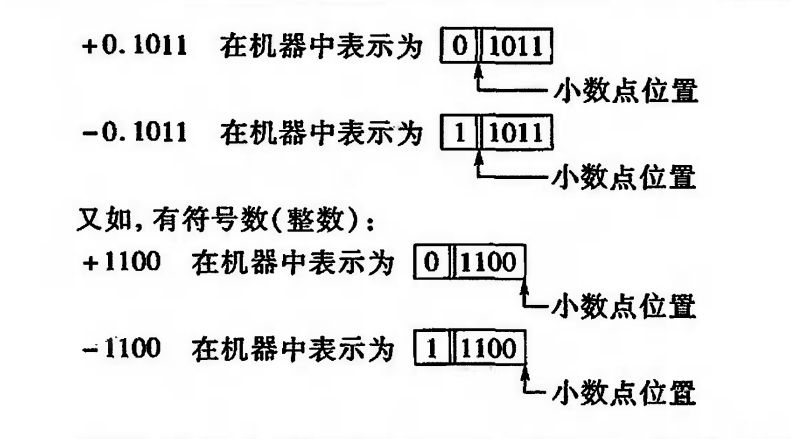 +0.1011 在机器中表示为 0 1011
小数点位置
-0.1011 在机器中表示为 1 1011
小数点位置
又如,有符号数(整数):
+1100 在机器中表示为 0 1100
小数点位置
-1100 在机器中表示为 1 1100
小数点位置